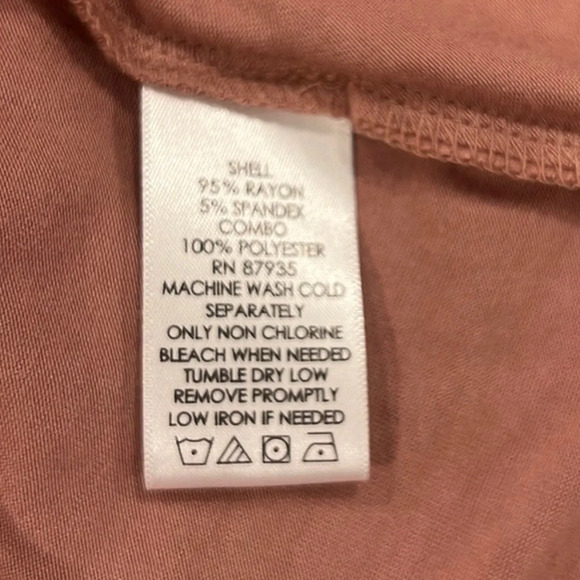 SHELL
95% RAYON
5% SPANDEX
COMBO
100% POLYESTER
RN 87935
MACHINE WASH COLD
SEPARATELY
ONLY NON CHLORINE
BLEACH WHEN NEEDED
TUMBLE DRY LOW
REMOVE PROMPTLY
LOW IRON IF NEEDED